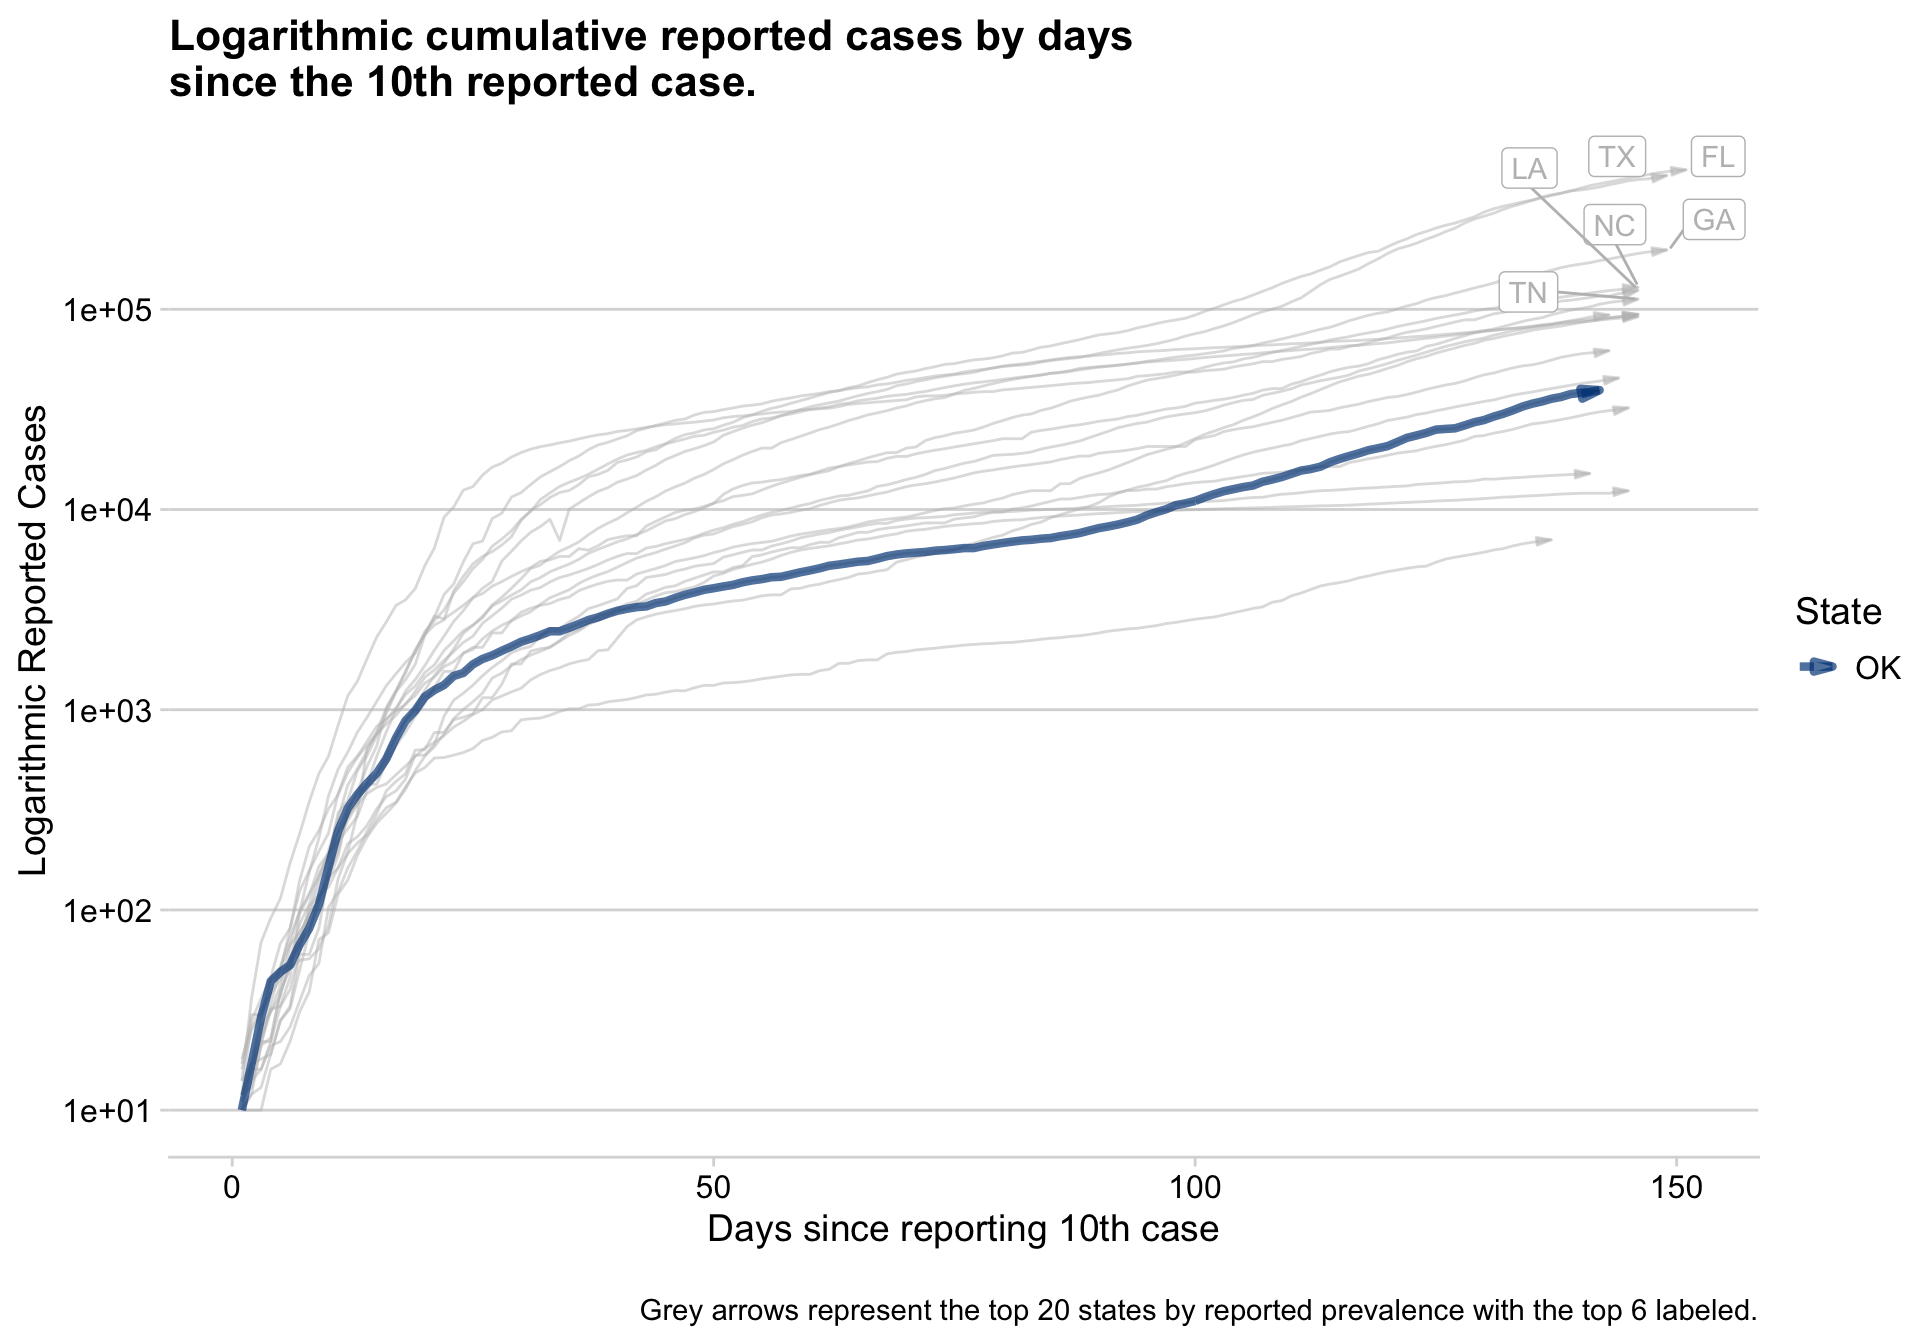 Logarithmic cumulative reported cases by days
since the 10th reported case.
LA
TX
FL
NC
GA
TN
1e+05
1e+04
1e+03
1e+02
1e+01
Logarithmic Reported Cases
State
OK
0
50
100
150
Days since reporting 10th case
Grey arrows represent the top 20 states by reported prevalence with the top 6 labeled.